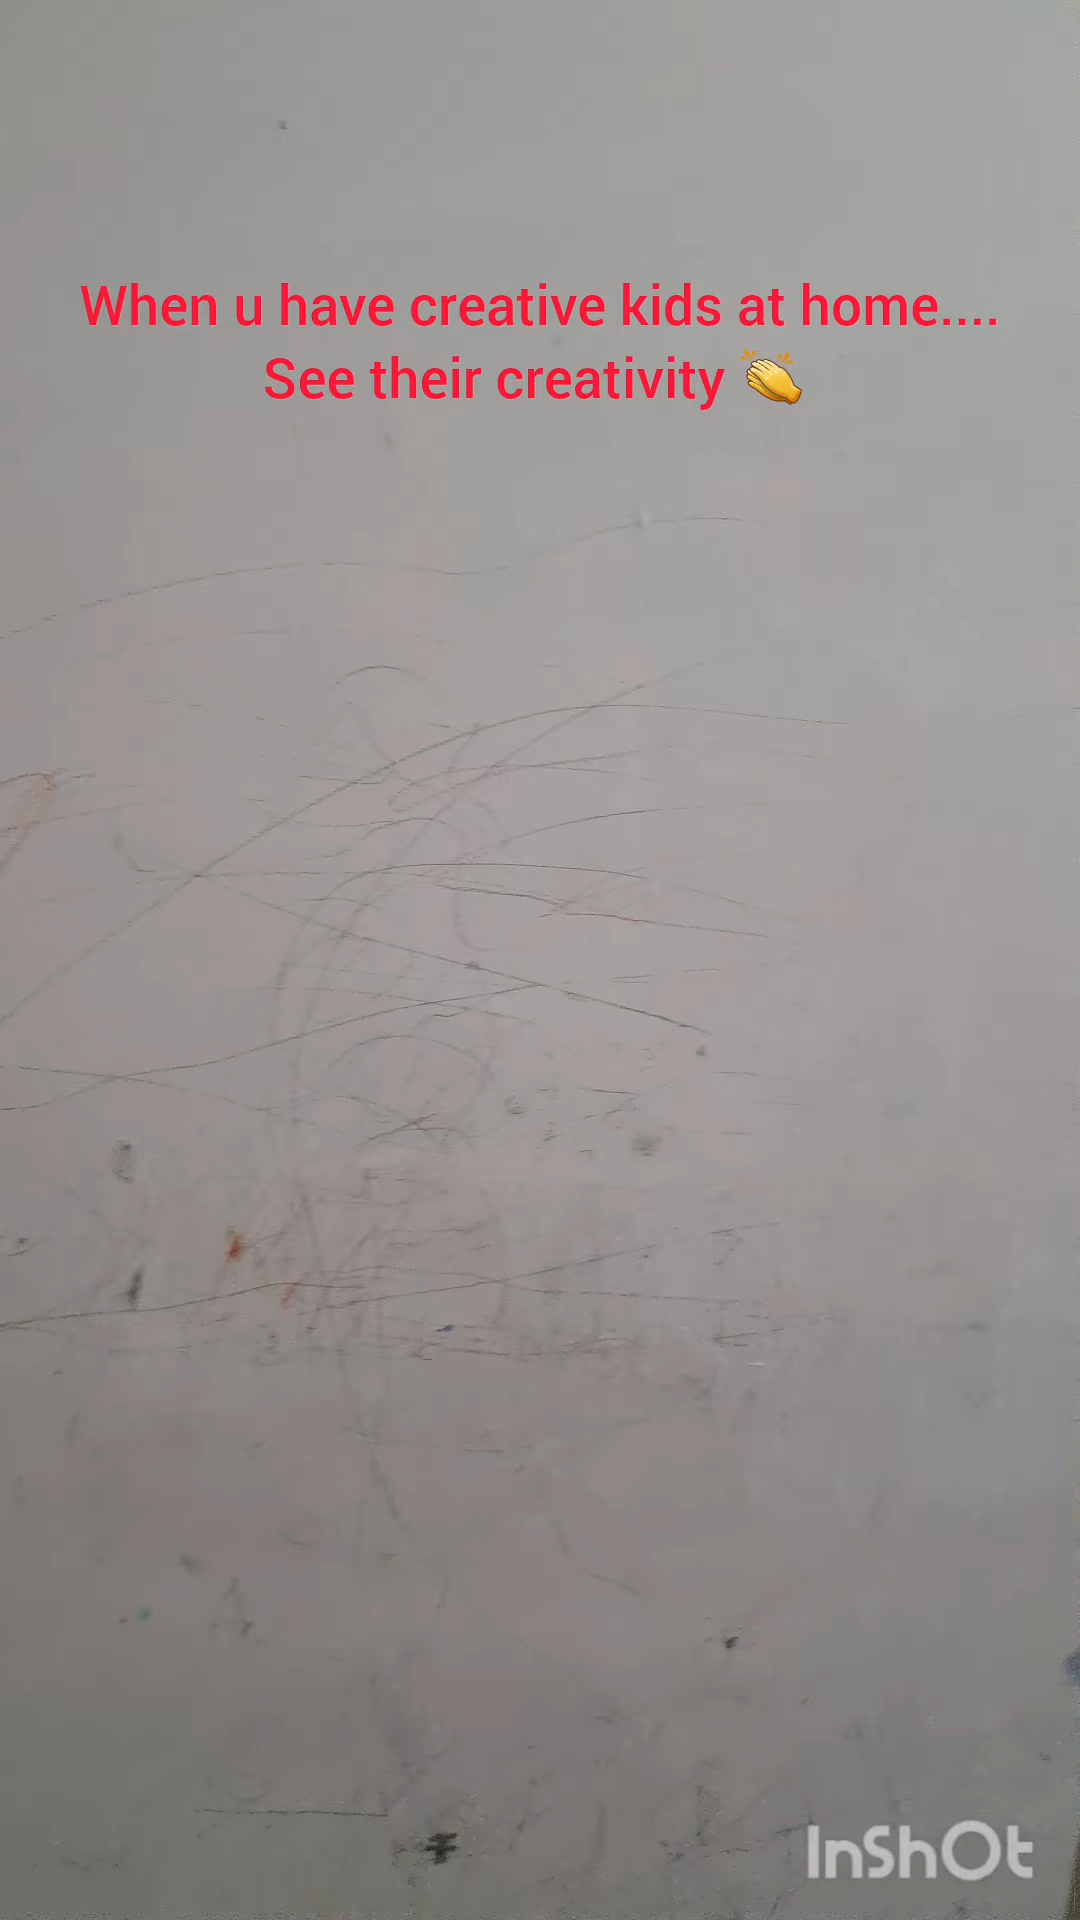 When u have creative kids at home....
See their creativity 👏
A
InShOt